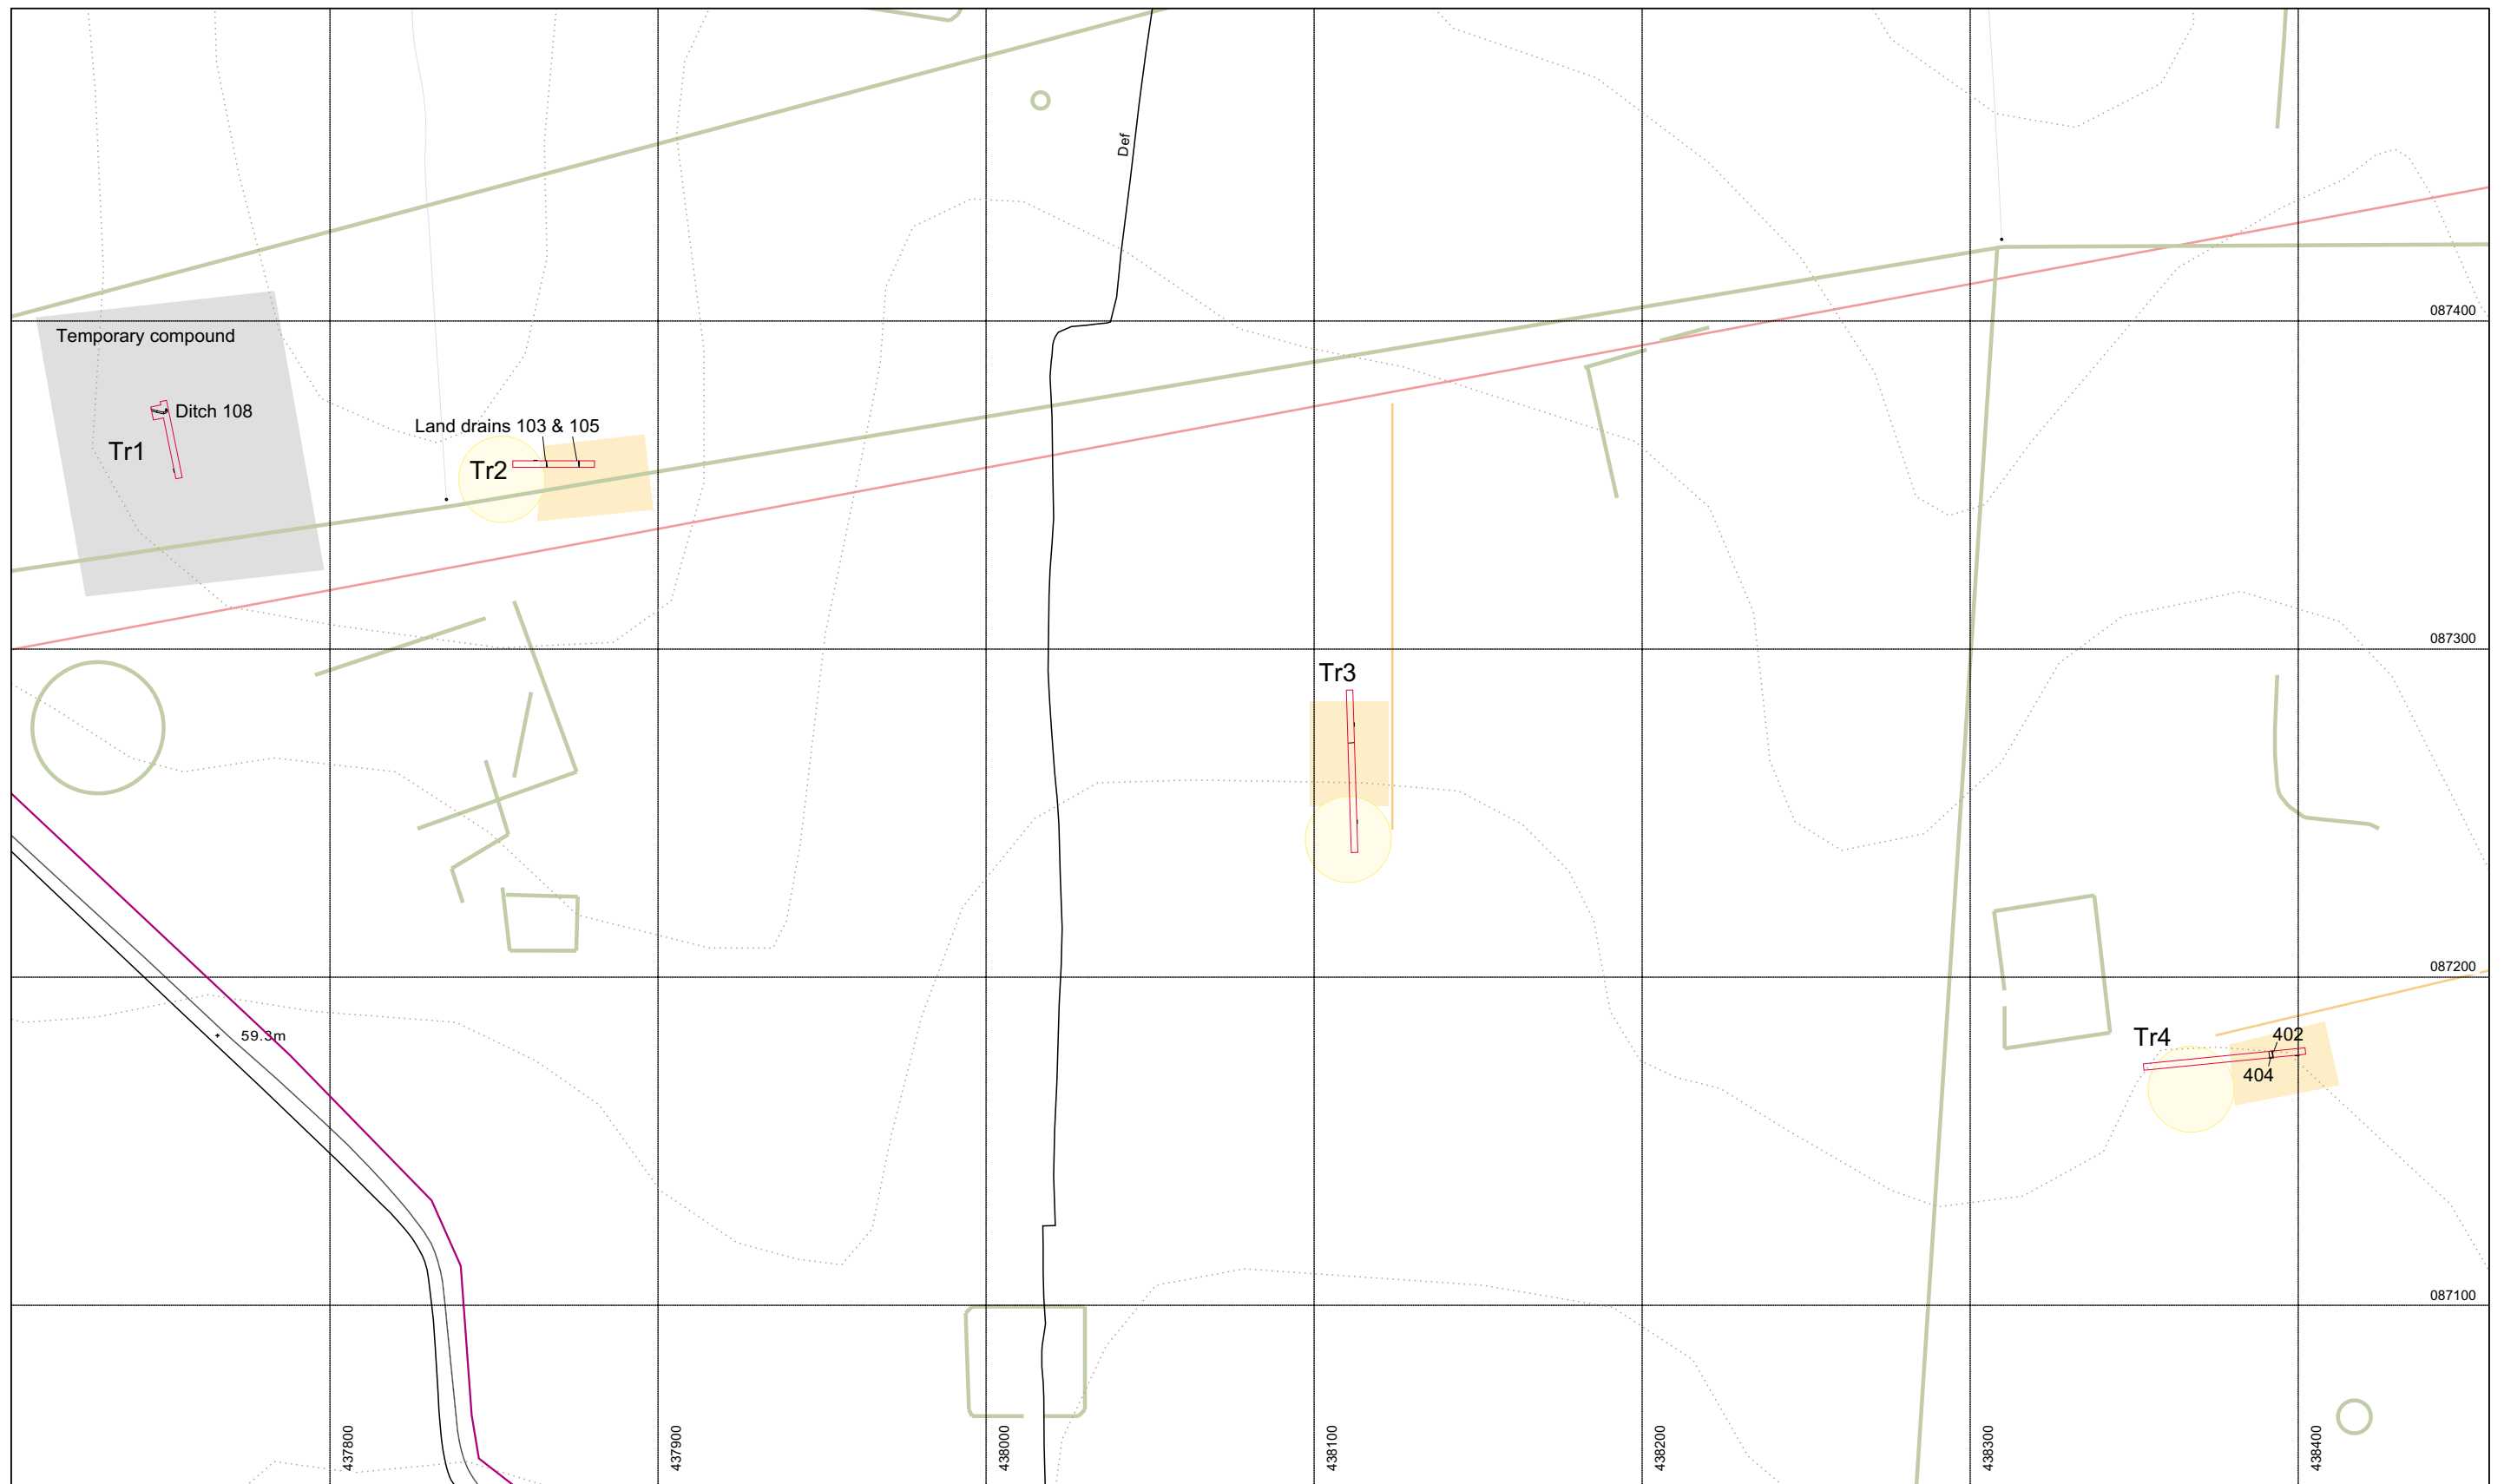 Def
087400
Temporary compound
Ditch 108
Tr1
Land drains 103 & 105
Tr2
087300
Tr3
087200
59.3m
Tr4
402
404
087100
437800
437900
438000
438100
438200
438300
438400